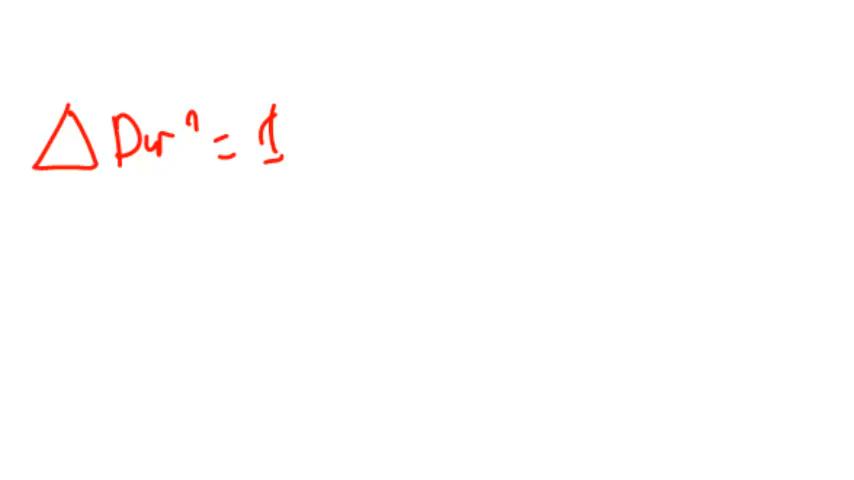 △ Dur^n = 1